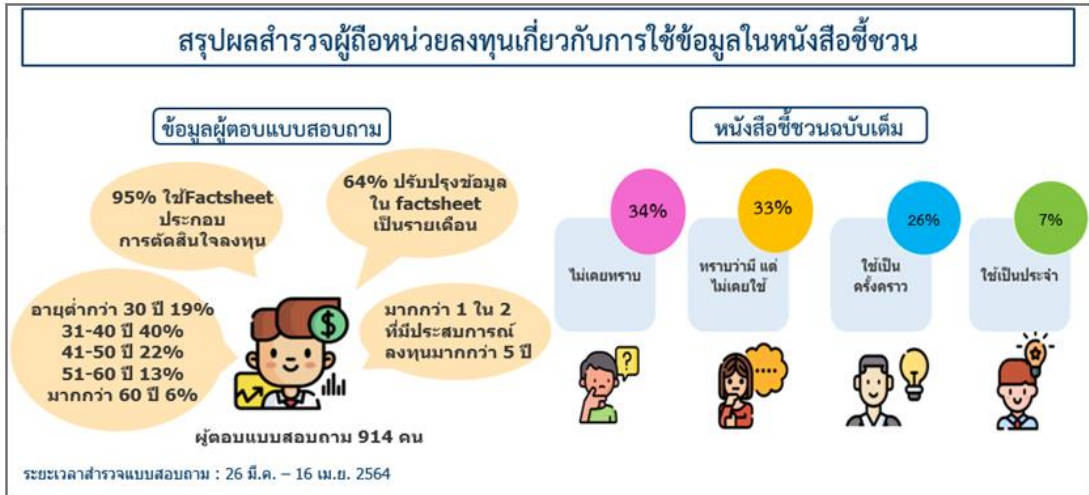 สรุปผลสำรวจผู้ถือหน่วยลงทุนเกี่ยวกับการใช้ข้อมูลในหนังสือชี้ชวน
ข้อมูลผู้ตอบแบบสอบถาม
95% ใช้Factsheet
ประกอบ
การตัดสินใจลงทุน
64% ปรับปรุงข้อมูล
ใน factsheet
เป็นรายเดือน
อายุต่ำกว่า 30 ปี 19%
31-40 ปี 40%
41-50 ปี 22%
51-60 ปี 13%
มากกว่า 60 ปี 6%
มากกว่า 1 ใน 2
ที่มีประสบการณ์
ลงทุนมากกว่า 5 ปี
$
ผู้ตอบแบบสอบถาม 914 คน
ระยะเวลาสำรวจแบบสอบถาม : 26 มี.ค. – 16 เม.ย. 2564
หนังสือชี้ชวนฉบับเต็ม
34%
ไม่เคยทราบ
?
33%
ทราบว่ามี แต่
ไม่เคยใช้
....
26%
ใช้เป็น
ครั้งคราว
7%
ใช้เป็นประจำ